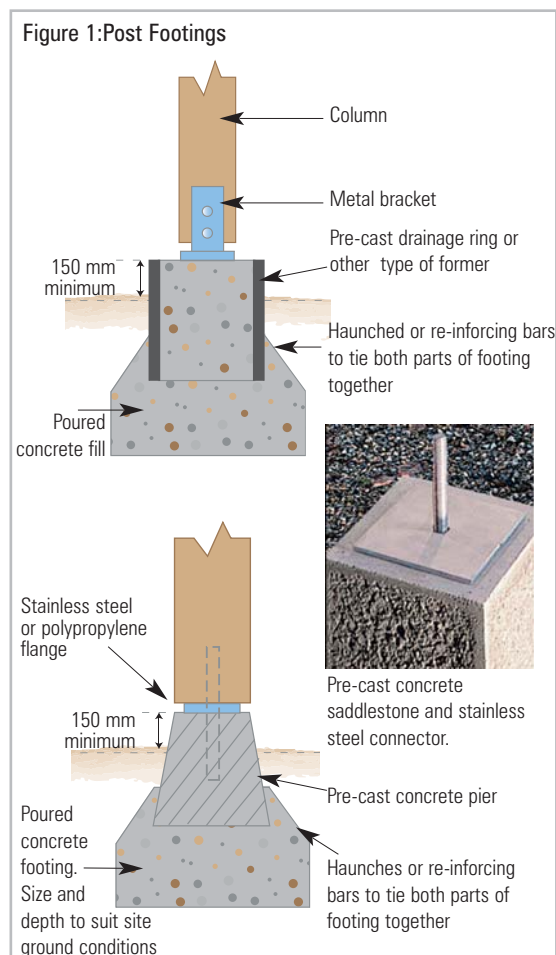 Figure 1:Post Footings
Column
Metal bracket
Pre-cast drainage ring or
other type of former
150 mm
minimum
Haunched or re-inforcing bars
to tie both parts of footing
together
Poured
concrete fill
Stainless steel
or polypropylene
flange
Pre-cast concrete
saddlestone and stainless
steel connector.
150 mm
minimum
Pre-cast concrete pier
Poured
concrete
footing.
Size and
depth to suit site
ground conditions
Haunches or re-inforcing
bars to tie both parts of
footing together